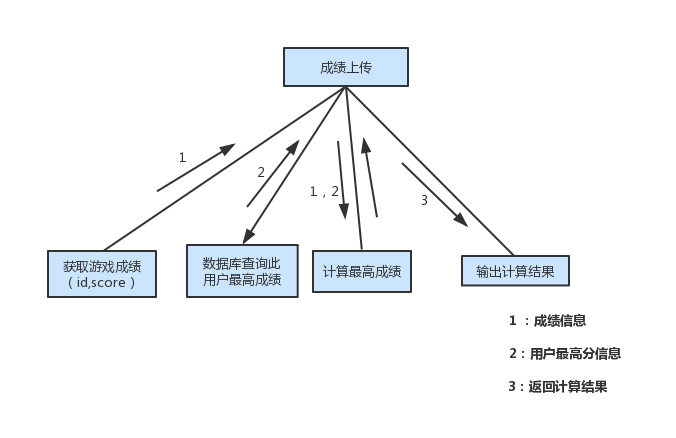 成绩上传
1
2
1，2
3
获取游戏成绩
（id,score）
数据库查询此
用户最高成绩
计算最高成绩
输出计算结果
1 ：成绩信息
2：用户最高分信息
3：返回计算结果